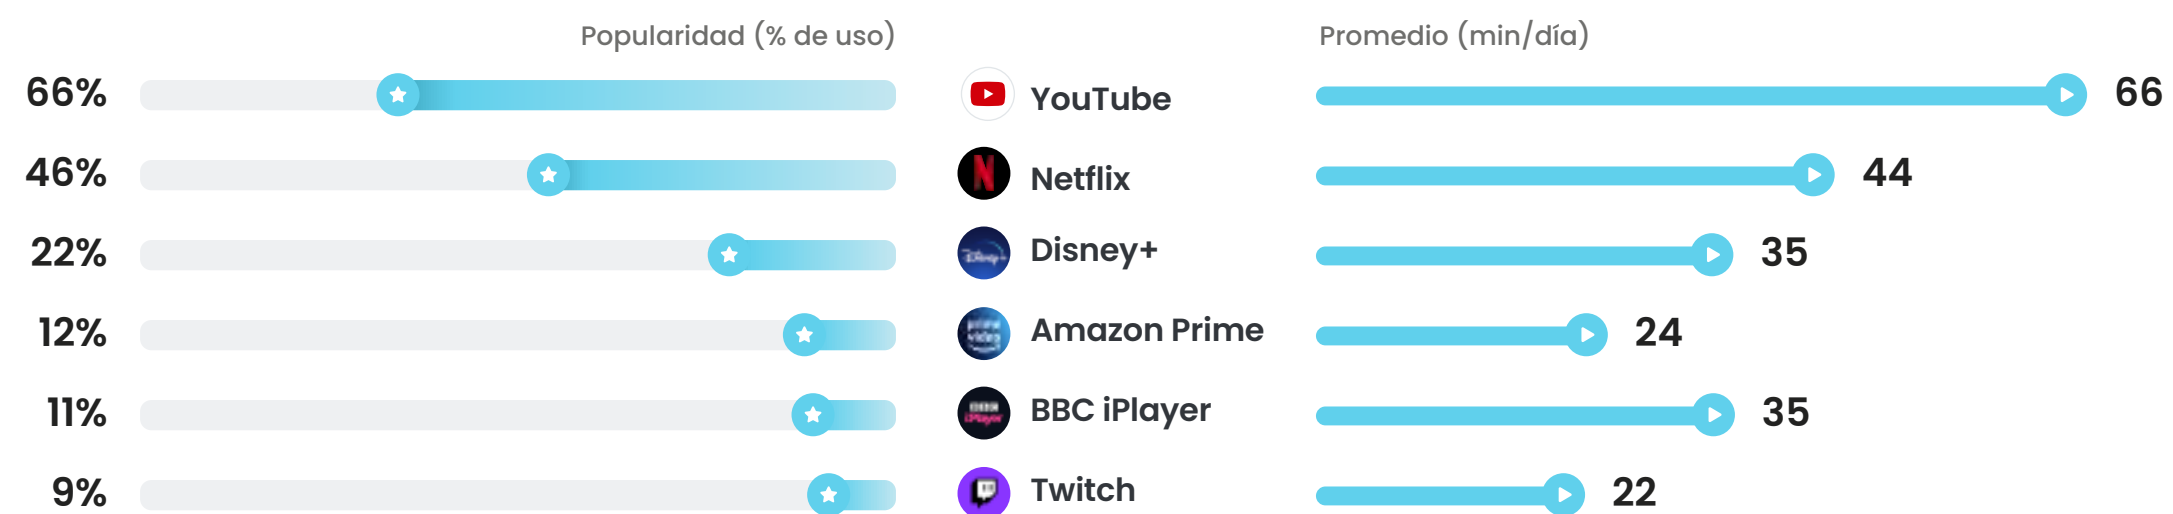 Popularidad (% de uso) Promedio (min/día)
66% YouTube 66
46% Netflix 44
22% Disney+ 35
12% Amazon Prime 24
11% BBC iPlayer 35
9% Twitch 22